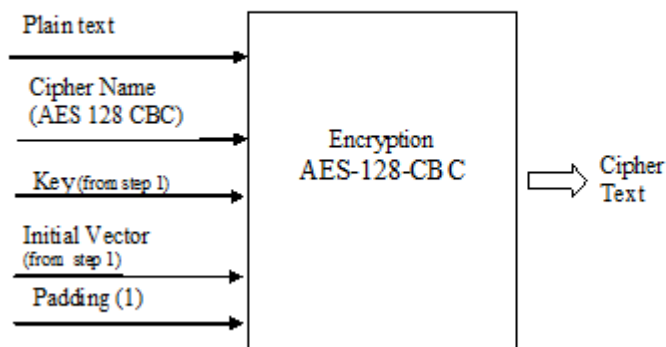 Plain text
Cipher Name
(AES 128 CBC)
Key (from step 1)
Initial Vector
(from step 1)
Padding (1)
Encryption
AES-128-CBC
Cipher
Text